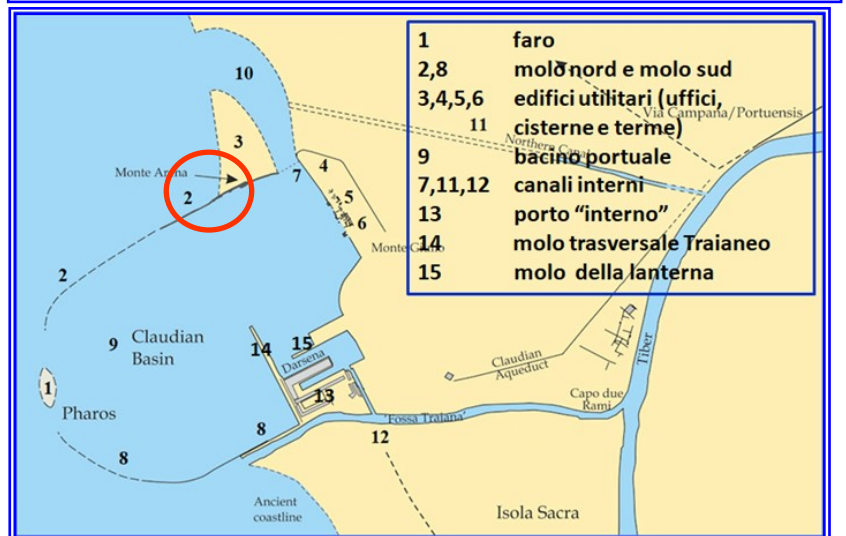 1 faro
2,8 molo nord e molo sud
3,4,5,6 edifici utilitari (uffici,
11 cisterne e terme)
9 bacino portuale
7,11,12 canali interni
13 porto “interno”
14 molo trasversale Traianeo
15 molo della lanterna
10
3
Monte Arena
2
7
4
5
6
Via Campana/Portuensis
Northern Canal
Monte Giulio
2
9
Claudian
Basin
14
15
Darsena
13
1
Pharos
8
8
'Fossa Traiana'
12
Claudian
Aqueduct
Capo due
Rami
Tiber
Ancient
coastline
Isola Sacra